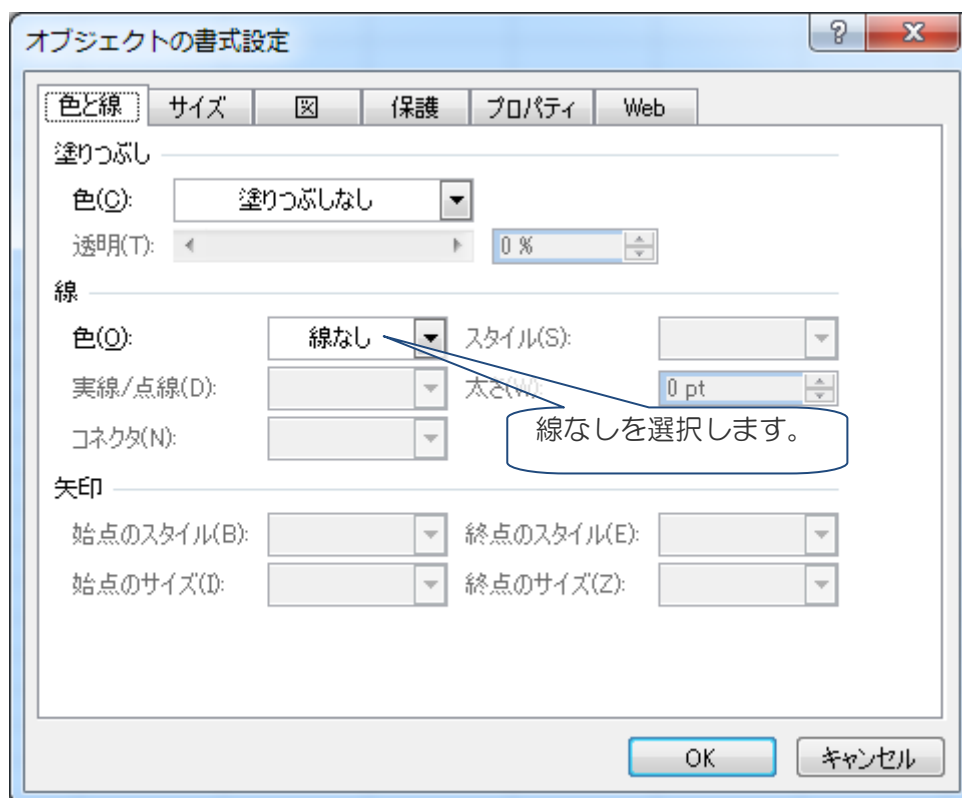 オブジェクトの書式設定
色と線 サイズ 図 保護 プロパティ Web
塗りつぶし
色(C): 塗りつぶしなし
透明(T): 0 %
線
色(O): 線なし スタイル(S):
実線/点線(D): 太さ(W): 0 pt
コネクタ(N):
線なしを選択します。
矢印
始点のスタイル(B): 終点のスタイル(E):
始点のサイズ(I): 終点のサイズ(Z):
OK キャンセル